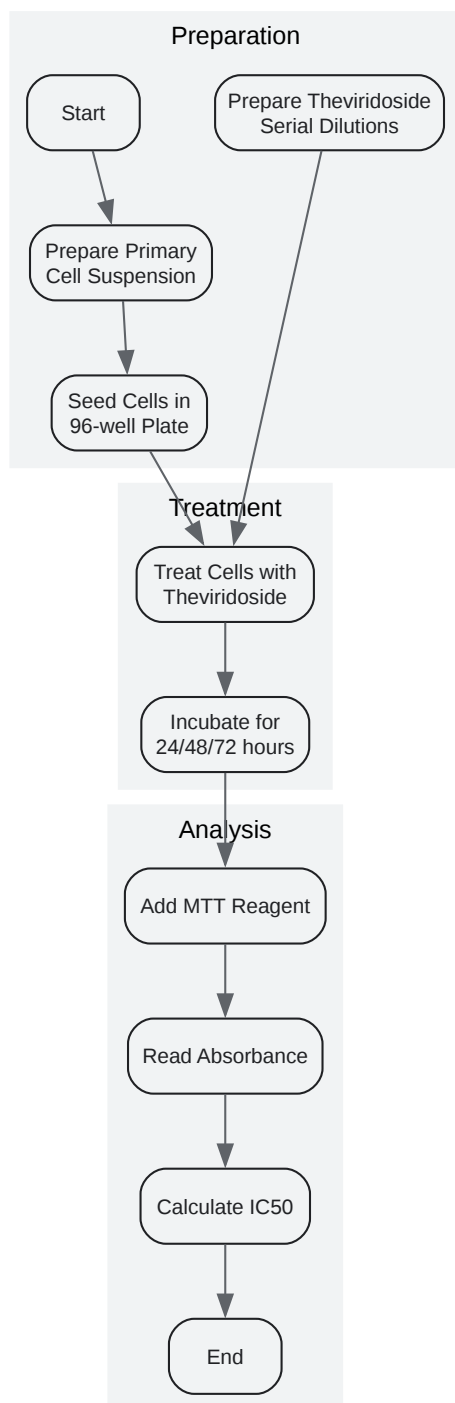 Preparation
Start
Prepare Theviridoside
Serial Dilutions
Prepare Primary
Cell Suspension
Seed Cells in
96-well Plate
Treatment
Treat Cells with
Theviridoside
Incubate for
24/48/72 hours
Analysis
Add MTT Reagent
Read Absorbance
Calculate IC50
End